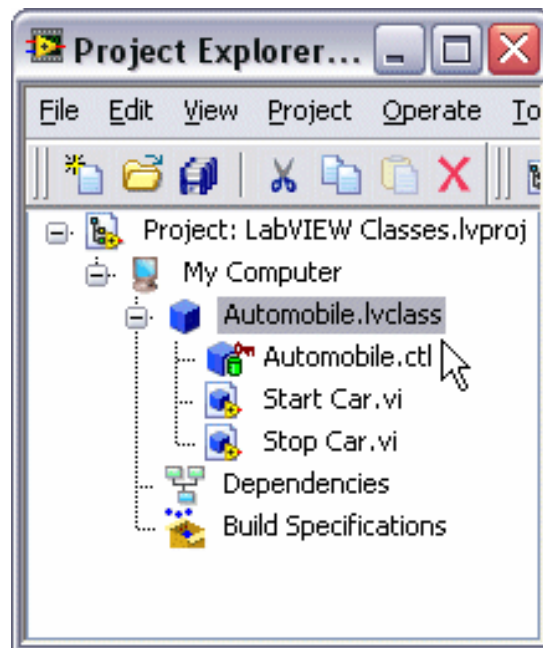 Project Explorer...
File Edit View Project Operate To
Project: LabVIEW Classes.lvproj
My Computer
Automobile.lvclass
Automobile.ctl
Start Car.vi
Stop Car.vi
Dependencies
Build Specifications